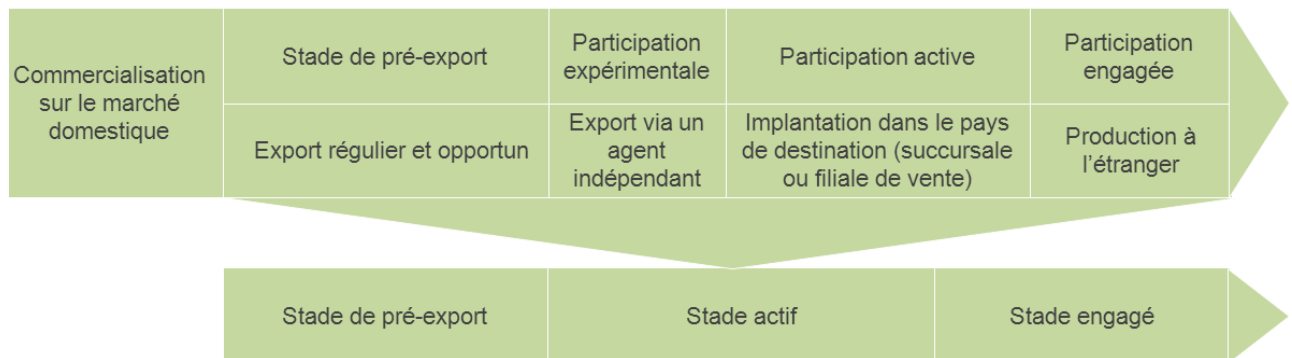 Commercialisation
sur le marché
domestique
Stade de pré-export
Participation
expérimentale
Participation active
Participation
engagée
Export régulier et opportun
Export via un
agent
indépendant
Implantation dans le pays
de destination (succursale
ou filiale de vente)
Production à
l’étranger
Stade de pré-export
Stade actif
Stade engagé